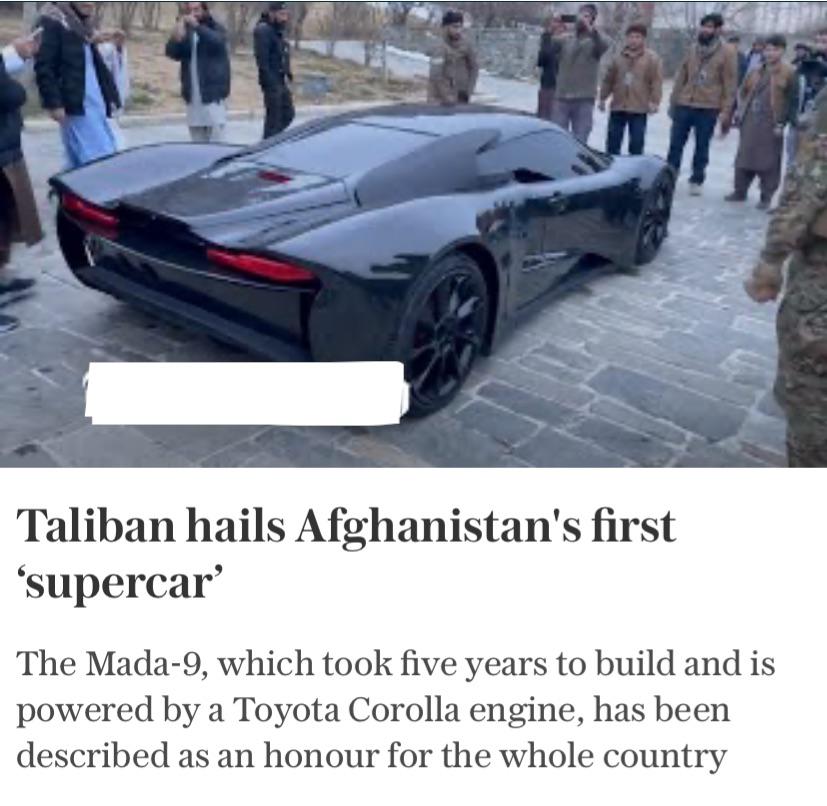 Taliban hails Afghanistan's first
‘supercar’
The Mada-9, which took five years to build and is
powered by a Toyota Corolla engine, has been
described as an honour for the whole country